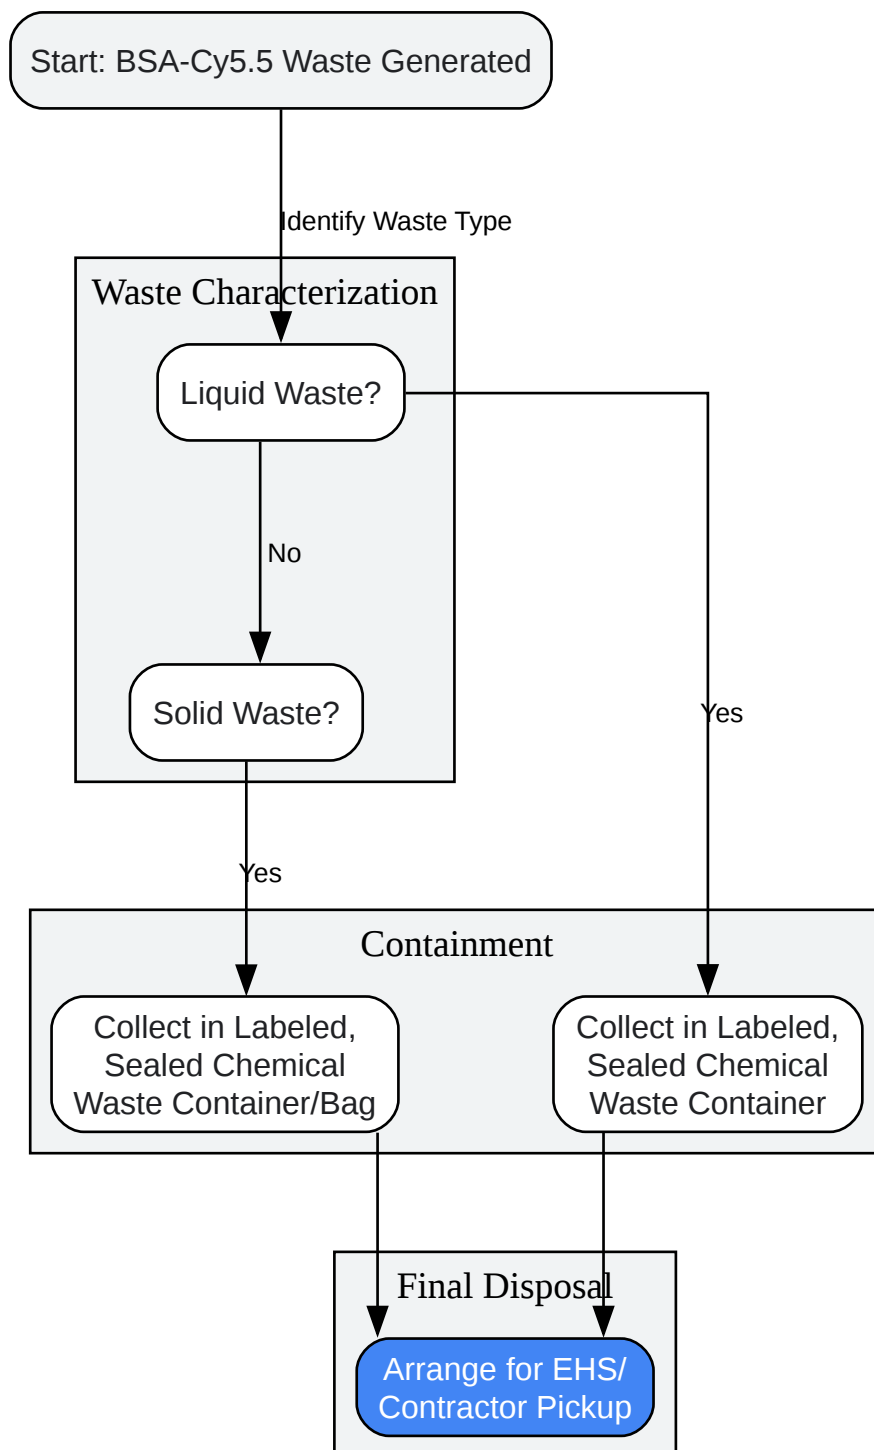 Start: BSA-Cy5.5 Waste Generated
Identify Waste Type
Waste Characterization
Liquid Waste?
No
Solid Waste?
Yes
Yes
Containment
Collect in Labeled,
Sealed Chemical
Waste Container/Bag
Collect in Labeled,
Sealed Chemical
Waste Container
Final Disposal
Arrange for EHS/
Contractor Pickup